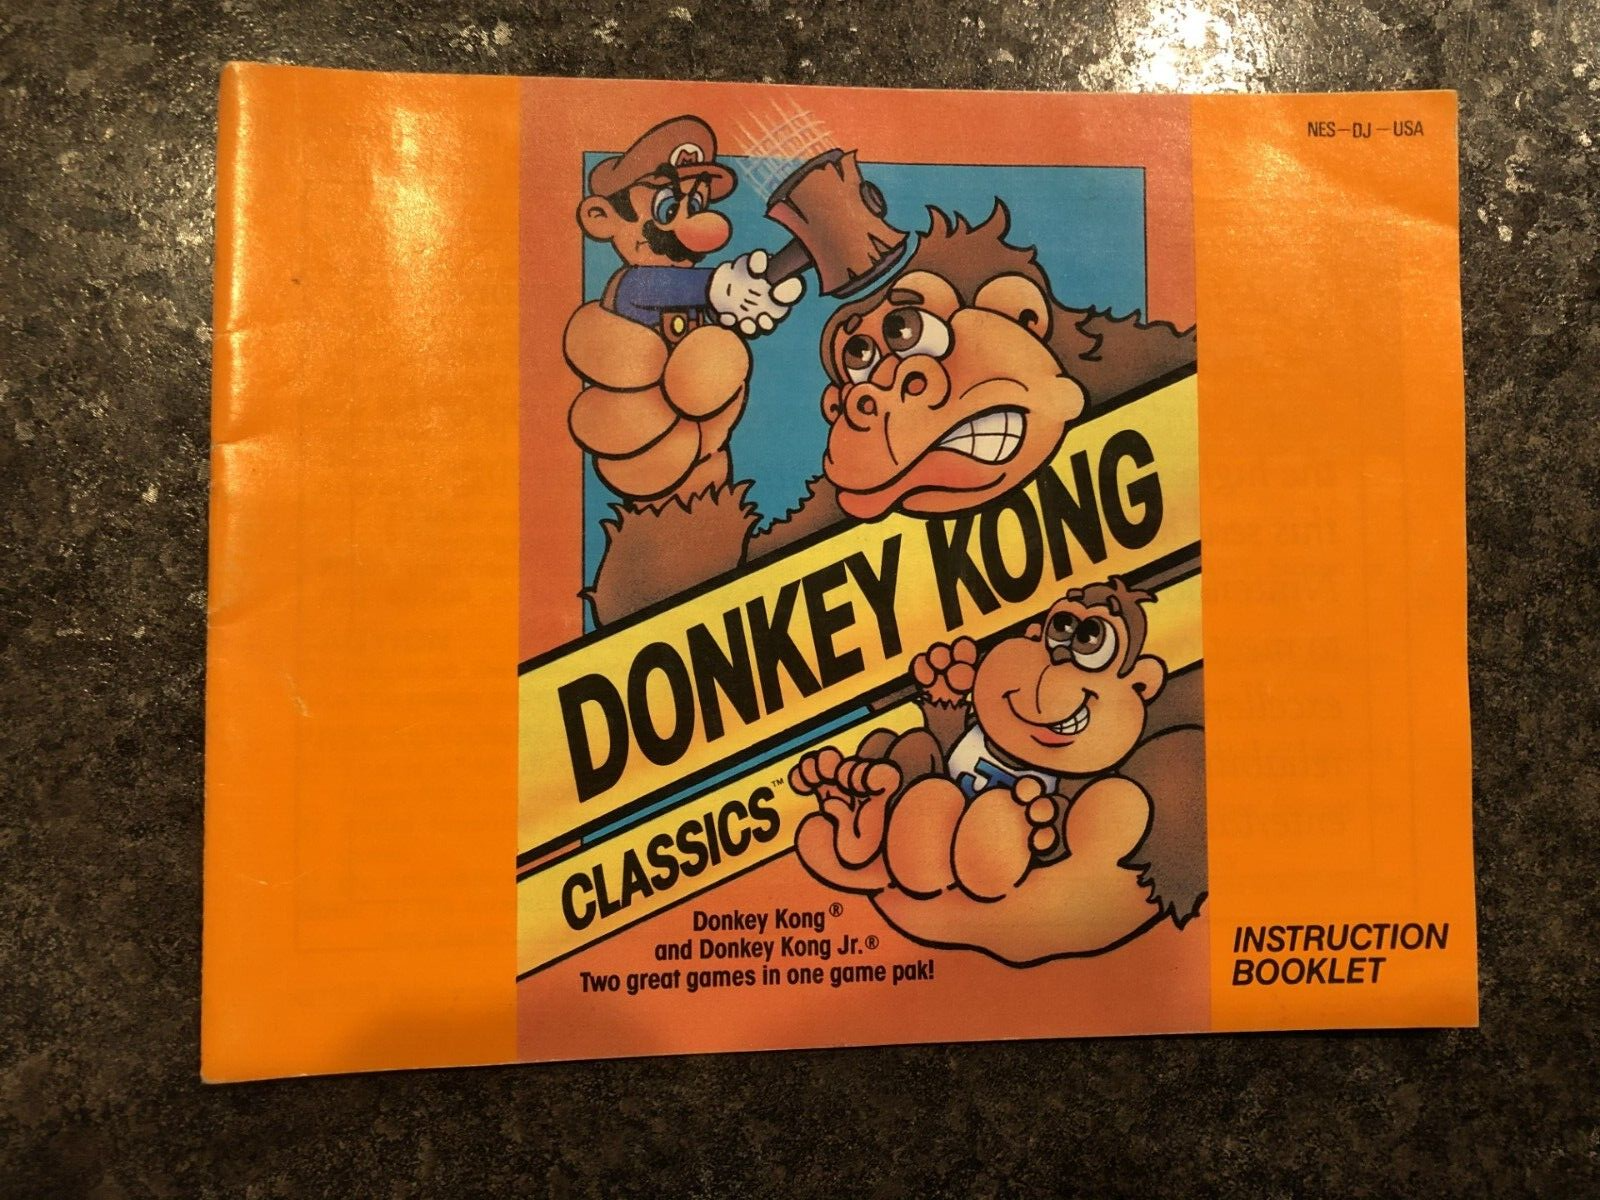 NES-DJ-USA
M
DONKEY KONG
CLASSICS™
Jr
Donkey Kong®
and Donkey Kong Jr.®
Two great games in one game pak!
INSTRUCTION
BOOKLET